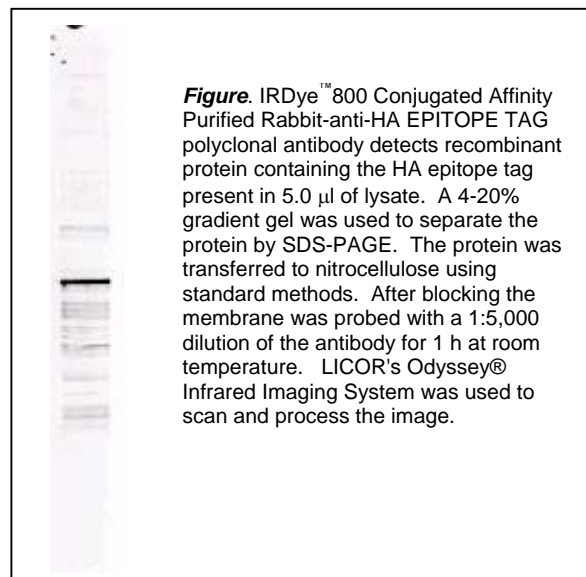 Figure. IRDye™800 Conjugated Affinity
Purified Rabbit-anti-HA EPITOPE TAG
polyclonal antibody detects recombinant
protein containing the HA epitope tag
present in 5.0 μl of lysate.  A 4-20%
gradient gel was used to separate the
protein by SDS-PAGE.  The protein was
transferred to nitrocellulose using
standard methods.  After blocking the
membrane was probed with a 1:5,000
dilution of the antibody for 1 h at room
temperature.   LICOR's Odyssey®
Infrared Imaging System was used to
scan and process the image.